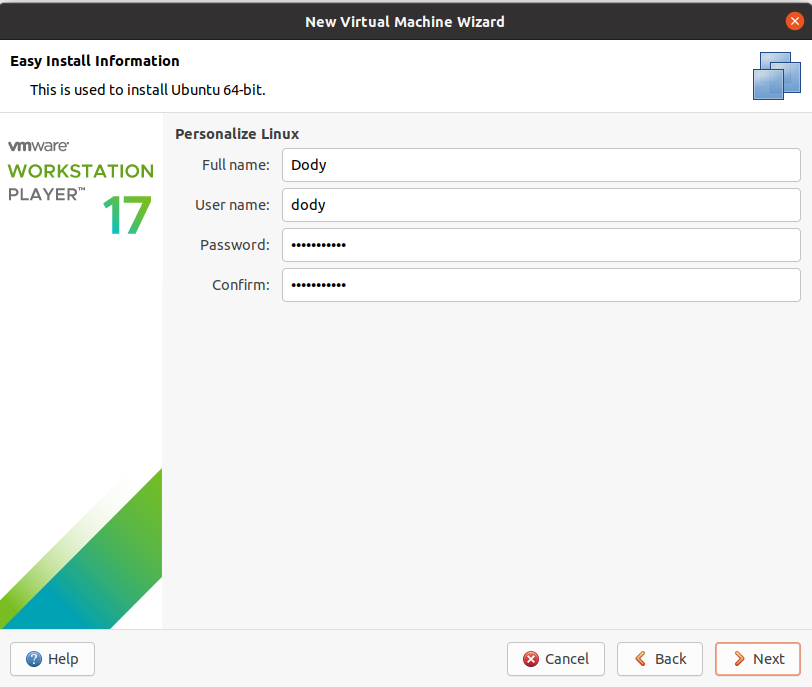 New Virtual Machine Wizard
Easy Install Information
This is used to install Ubuntu 64-bit.
vmware
WORKSTATION
PLAYER™
17
Personalize Linux
Full name: Dody
User name: dody
Password: •••••••••••
Confirm: •••••••••••
Help Cancel Back Next